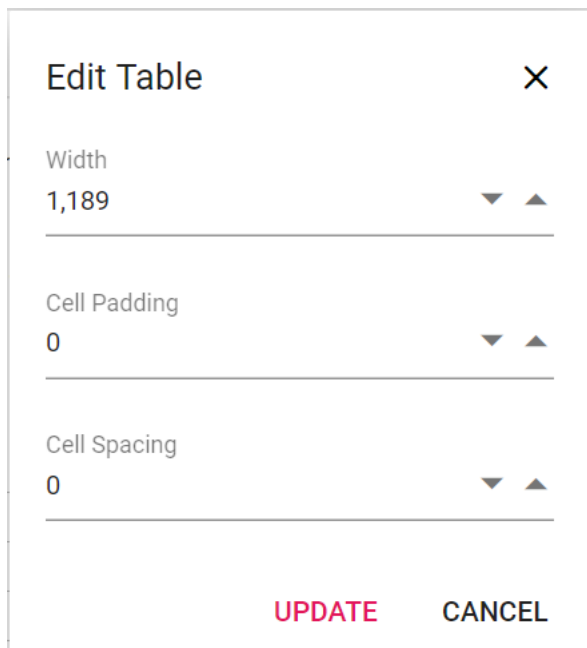 Edit Table
Width
1,189
Cell Padding
0
Cell Spacing
0
UPDATE CANCEL